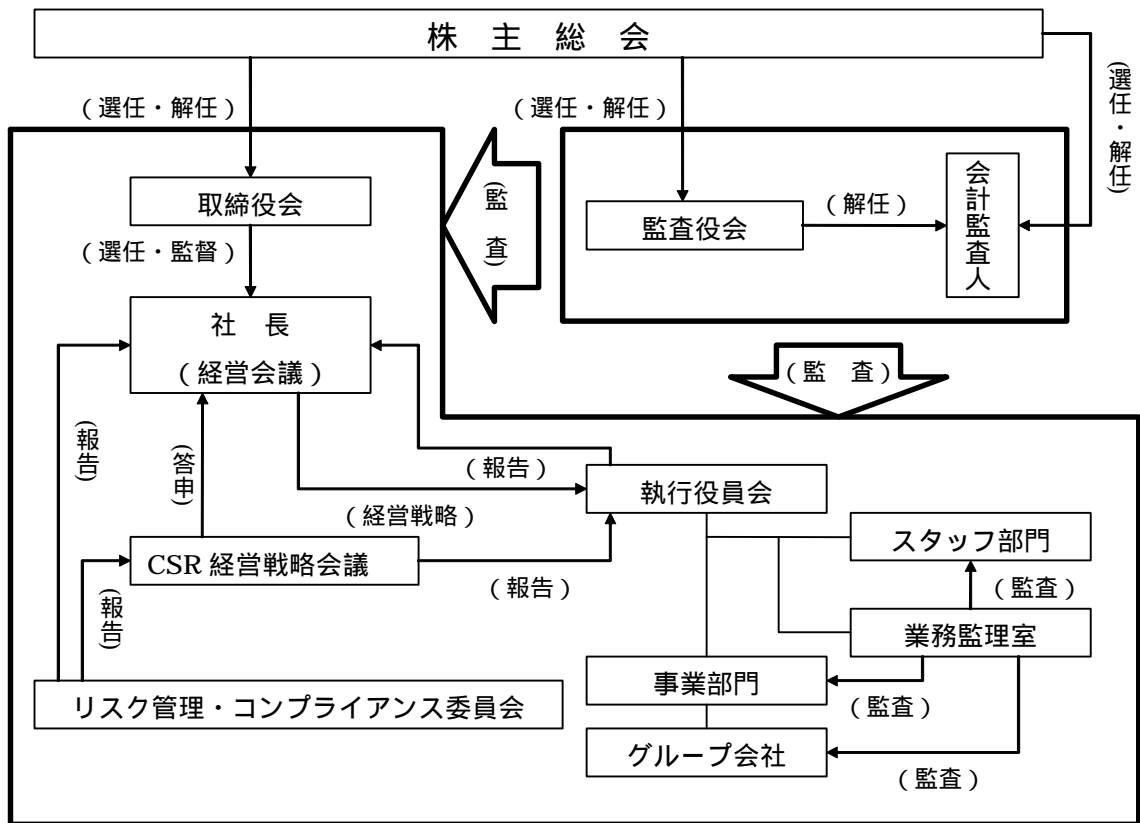 株 主 総 会
（選任・解任）
（選任・解任）
（選任・解任）
取締役会
（監 査）
監査役会
（解任）
会計監査人
（選任・監督）
社 長
（経営会議）
（監 査）
（報告）
（答申）
（報告）
執行役員会
（経営戦略）
スタッフ部門
CSR 経営戦略会議
（報告）
（監査）
（報告）
業務監理室
事業部門
リスク管理・コンプライアンス委員会
（監査）
グループ会社
（監査）